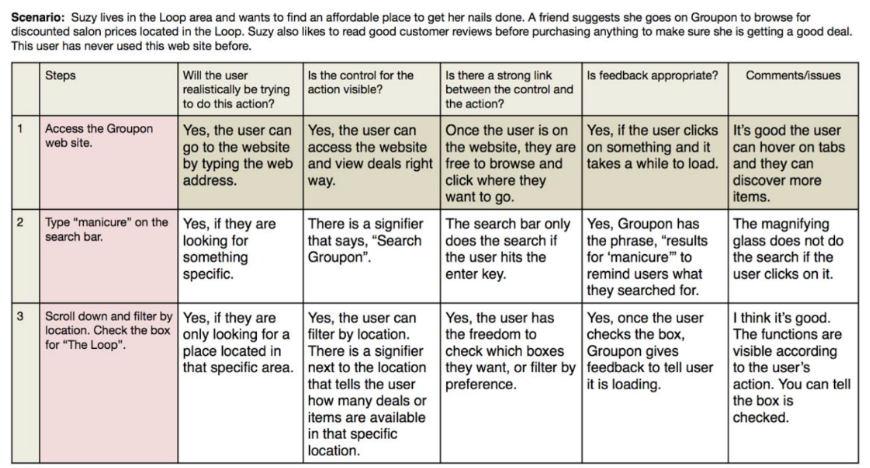 Scenario: Suzy lives in the Loop area and wants to find an affordable place to get her nails done. A friend suggests she goes on Groupon to browse for
discounted salon prices located in the Loop. Suzy also likes to read good customer reviews before purchasing anything to make sure she is getting a good deal.
This user has never used this web site before.
Steps
Will the user
realistically be trying
to do this action?
Is the control for the
action visible?
Is there a strong link
between the control and
the action?
Is feedback appropriate?
Comments/issues
1
Access the Groupon
web site.
Yes, the user can
go to the website
by typing the web
address.
Yes, the user can
access the website
and view deals right
way.
Once the user is on
the website, they are
free to browse and
click where they
want to go.
Yes, if the user clicks
on something and it
takes a while to load.
It's good the user
can hover on tabs
and they can
discover more
items.
2
Type “manicure” on the
search bar.
Yes, if they are
looking for
something
specific.
There is a signifier
that says, “Search
Groupon”.
The search bar only
does the search if
the user hits the
enter key.
Yes, Groupon has
the phrase, “results
for ‘manicure’” to
remind users what
they searched for.
The magnifying
glass does not do
the search if the
user clicks on it.
3
Scroll down and filter by
location. Check the box
for “The Loop”.
Yes, if they are
only looking for a
place located in
that specific area.
Yes, the user can
filter by location.
There is a signifier
next to the location
that tells the user
how many deals or
items are available
in that specific
location.
Yes, the user has
the freedom to
check which boxes
they want, or filter by
preference.
Yes, once the user
checks the box,
Groupon gives
feedback to tell user
it is loading.
I think it's good.
The functions are
visible according
to the user's
action. You can tell
the box is
checked.